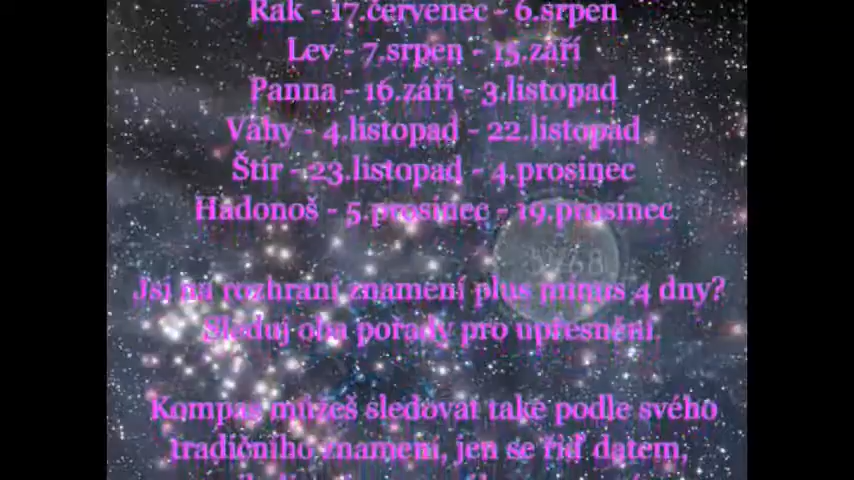 Rak - 17.červenec - 6.srpen
Lev - 7.srpen - 15.září
Panna - 16.září - 3.listopad
Váhy - 4.listopad - 22.listopad
Štír - 23.listopad - 4.prosinec
Hadonoš - 5.prosinec - 19.prosinec
Jsi na rozhraní znamení plus mínus 4 dny?
Sleduj oba pořady pro upřesnění.
Kompas můžeš sledovat také podle svého
tradičního znamení, jen se řiď datem,